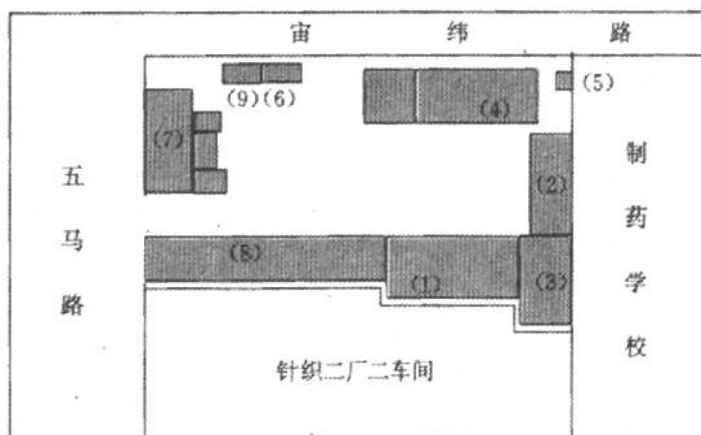 宙纬路
(9)(6)
(4)
(5)
(7)
(2)
五马路
制药学校
(8)
(1)
(3)
针织二厂二车间